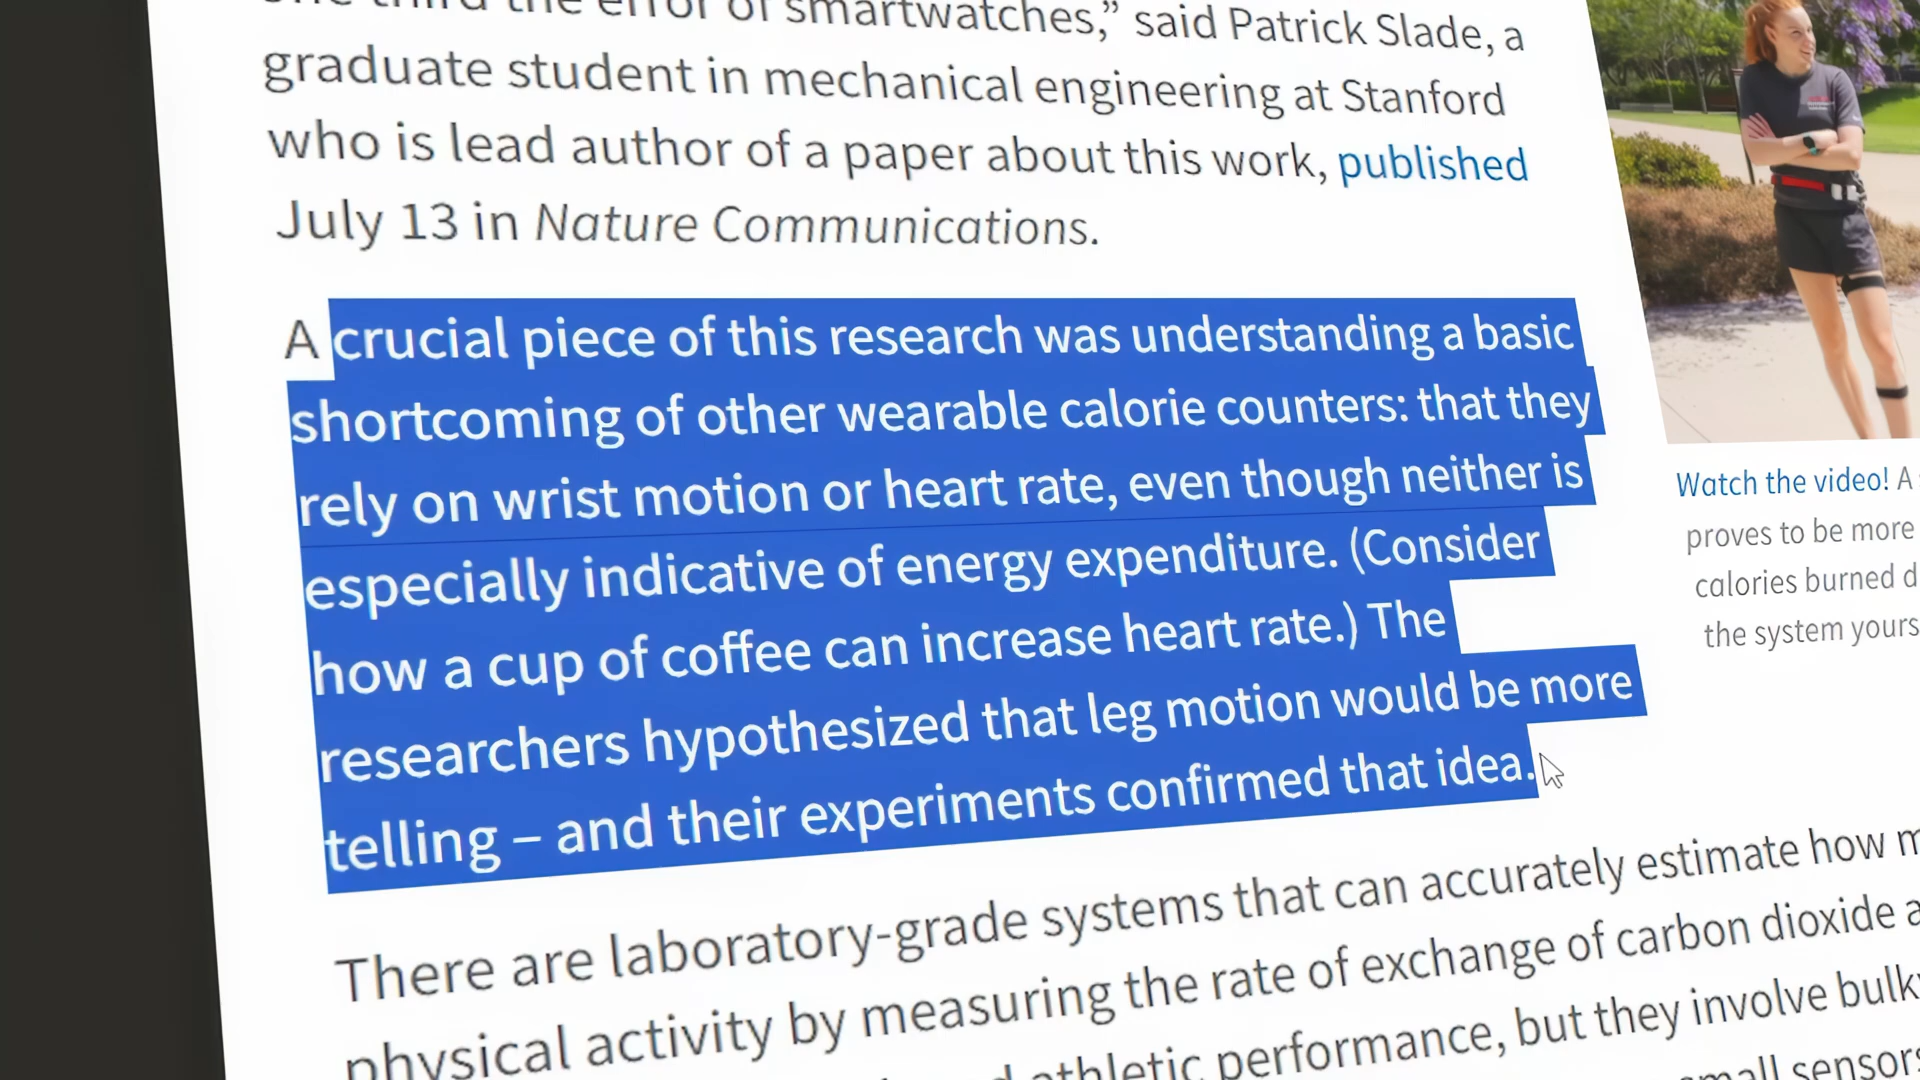 the error of smartwatches,” said Patrick Slade, a
graduate student in mechanical engineering at Stanford
who is lead author of a paper about this work, published
July 13 in Nature Communications.
A crucial piece of this research was understanding a basic
shortcoming of other wearable calorie counters: that they
rely on wrist motion or heart rate, even though neither is
especially indicative of energy expenditure. (Consider
how a cup of coffee can increase heart rate.) The
researchers hypothesized that leg motion would be more
telling – and their experiments confirmed that idea.
There are laboratory-grade systems that can accurately estimate how
physical activity by measuring the rate of exchange of carbon dioxide
athletic performance, but they involve bulky
small sensors
Watch the video! A
proves to be more
calories burned
the system